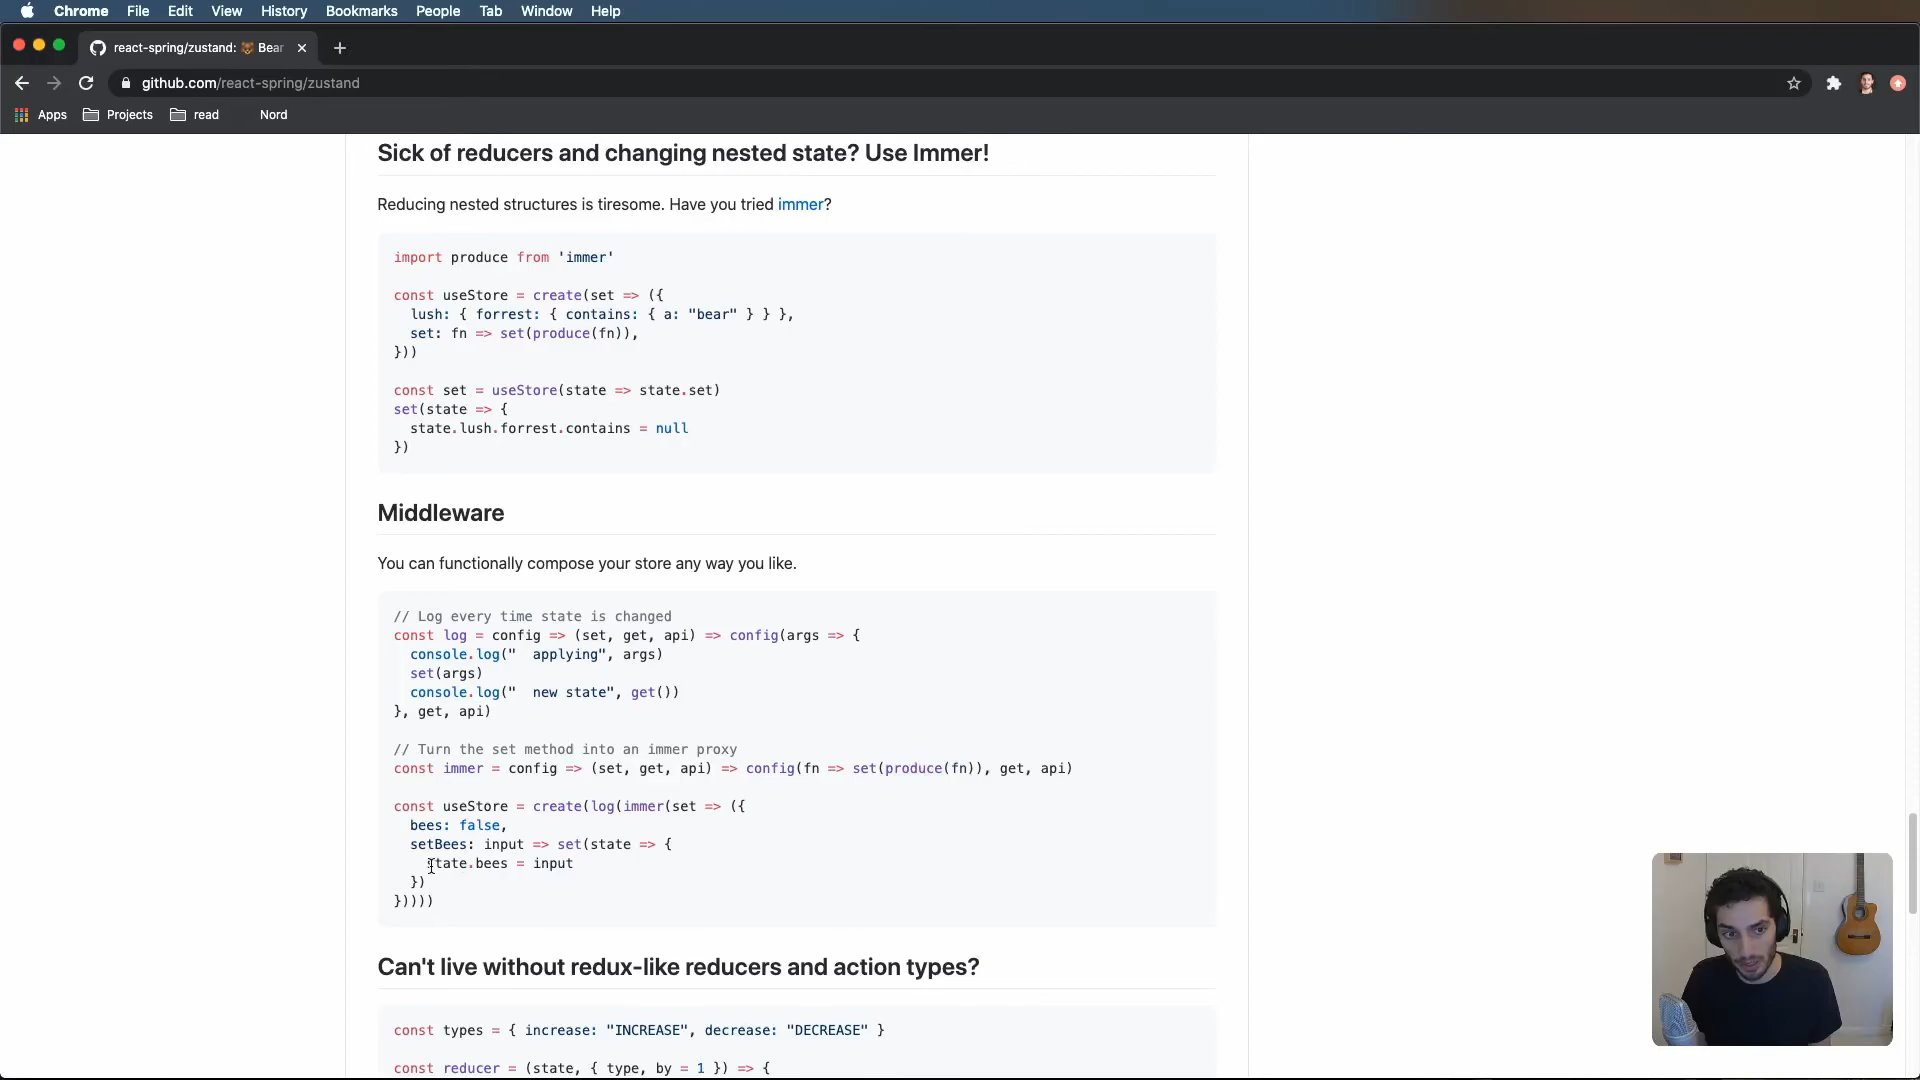 Chrome File Edit View History Bookmarks People Tab Window Help
react-spring/zustand: 🐻 Bear
github.com/react-spring/zustand
Apps Projects read Nord
Sick of reducers and changing nested state? Use Immer!
Reducing nested structures is tiresome. Have you tried immer?
import produce from 'immer'
const useStore = create(set => ({
  lush: { forrest: { contains: { a: "bear" } } },
  set: fn => set(produce(fn)),
}))
const set = useStore(state => state.set)
set(state => {
  state.lush.forrest.contains = null
})
Middleware
You can functionally compose your store any way you like.
// Log every time state is changed
const log = config => (set, get, api) => config(args => {
  console.log("  applying", args)
  set(args)
  console.log("  new state", get())
}, get, api)
// Turn the set method into an immer proxy
const immer = config => (set, get, api) => config(fn => set(produce(fn)), get, api)
const useStore = create(log(immer(set => ({
  bees: false,
  setBees: input => set(state => {
    state.bees = input
  })
}))))
Can't live without redux-like reducers and action types?
const types = { increase: "INCREASE", decrease: "DECREASE" }
const reducer = (state, { type, by = 1 }) => {